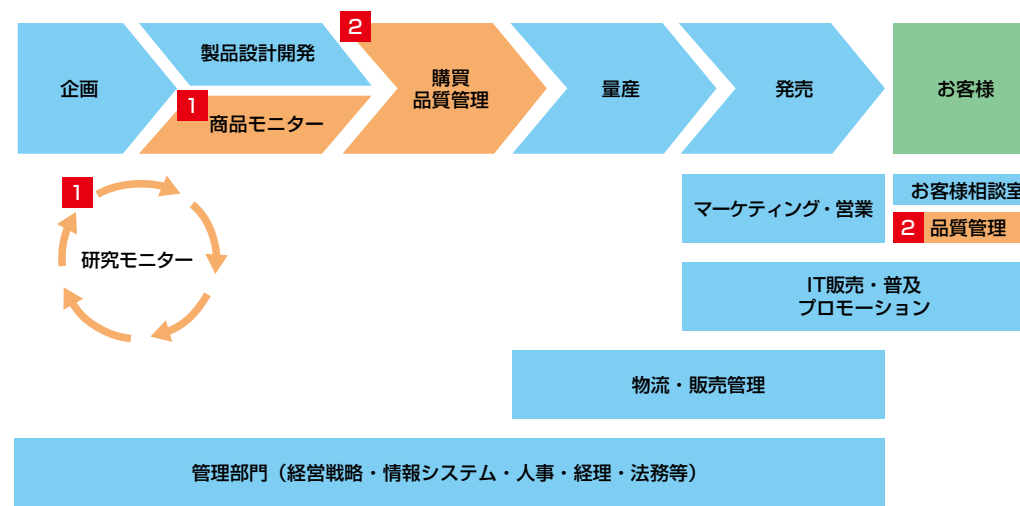 企画
製品設計開発
1
商品モニター
2
購買
品質管理
量産
発売
お客様
1
研究モニター
マーケティング・営業
お客様相談室
2 品質管理
IT販売・普及
プロモーション
物流・販売管理
管理部門（経営戦略・情報システム・人事・経理・法務等）